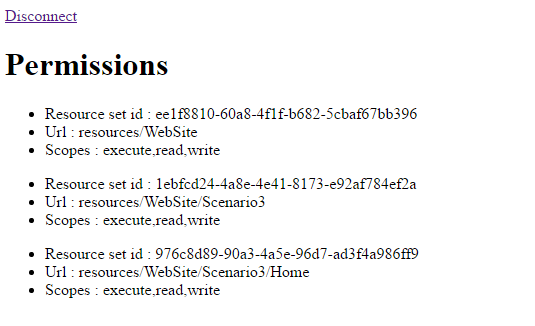 Disconnect
Permissions
Resource set id : ee1f8810-60a8-4f1f-b682-5cbaf67bb396
Url : resources/WebSite
Scopes : execute,read,write
Resource set id : 1ebfcd24-4a8e-4e41-8173-e92af784ef2a
Url : resources/WebSite/Scenario3
Scopes : execute,read,write
Resource set id : 976c8d89-90a3-4a5e-96d7-ad3f4a986ff9
Url : resources/WebSite/Scenario3/Home
Scopes : execute,read,write